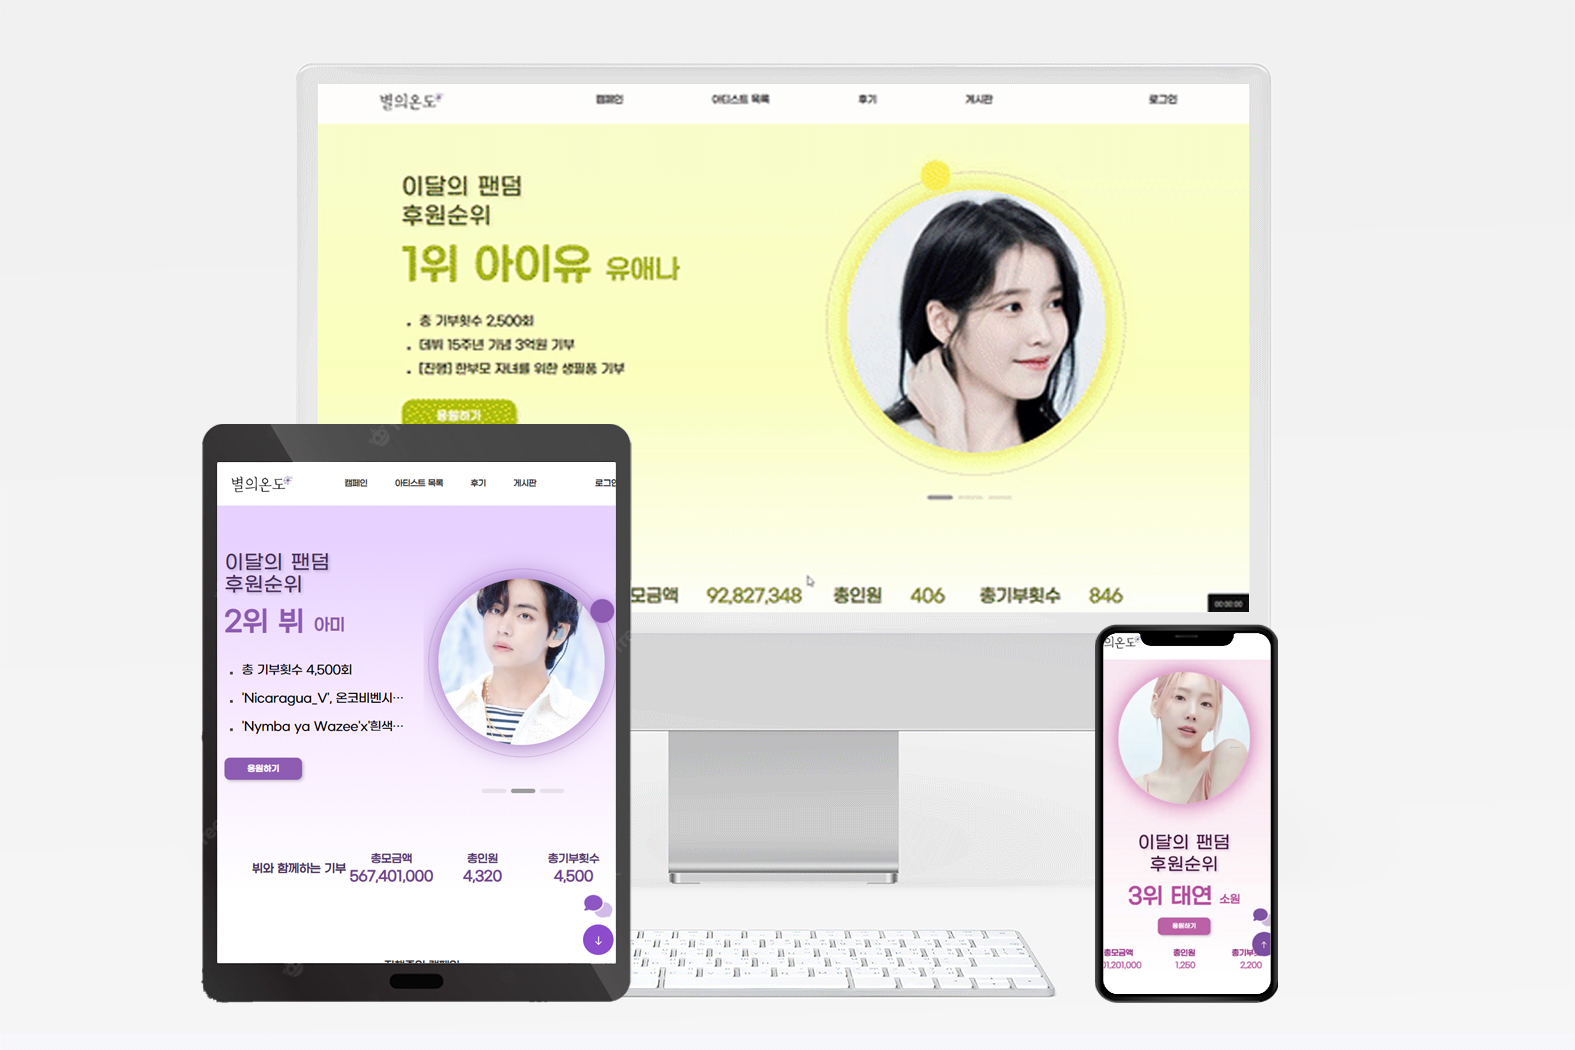 별의온도
캠페인 아티스트 목록 후기 게시판 로그인
이달의 팬덤
후원순위
1위 아이유 유애나
총 기부횟수 2,500회
데뷔 15주년 기념 3억원 기부
[진행] 한부모 자녀를 위한 생필품 기부
응원하기
모금액 92,827,348 총인원 406 총기부횟수 846
00:00:00
별의온도
캠페인 아티스트 목록 후기 게시판 로그인
이달의 팬덤
후원순위
2위 뷔 아미
총 기부횟수 4,500회
'Nicaragua_V', 온코비벤시…
'Nymba ya Wazee'x'흰색…
응원하기
뷔와 함께하는 기부
총모금액 총인원 총기부횟수
567,401,000 4,320 4,500
의온도
이달의 팬덤
후원순위
3위 태연 소원
응원하기
총모금액 총인원 총기부횟
01,201,000 1,250 2,200